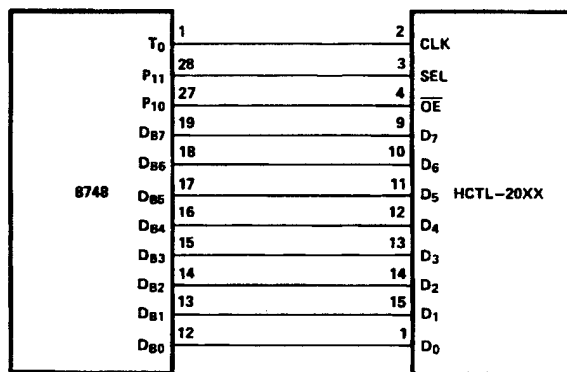 T0 1 2 CLK
P11 28 3 SEL
P10 27 4 OE
DB7 19 9 D7
DB6 18 10 D6
8748 DB5 17 11 D5 HCTL-20XX
DB4 16 12 D4
DB3 15 13 D3
DB2 14 14 D2
DB1 13 15 D1
DB0 12 1 D0